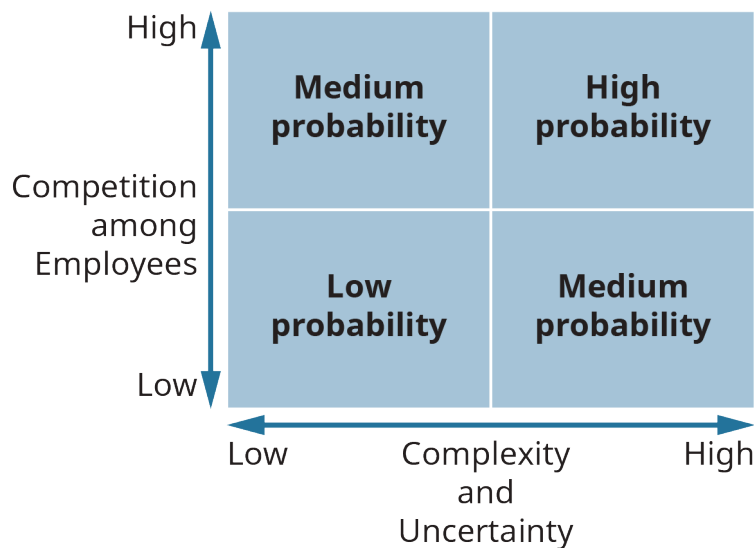 High
Medium
probability
High
probability
Competition
among
Employees
Low
probability
Medium
probability
Low
Low
Complexity
and
Uncertainty
High